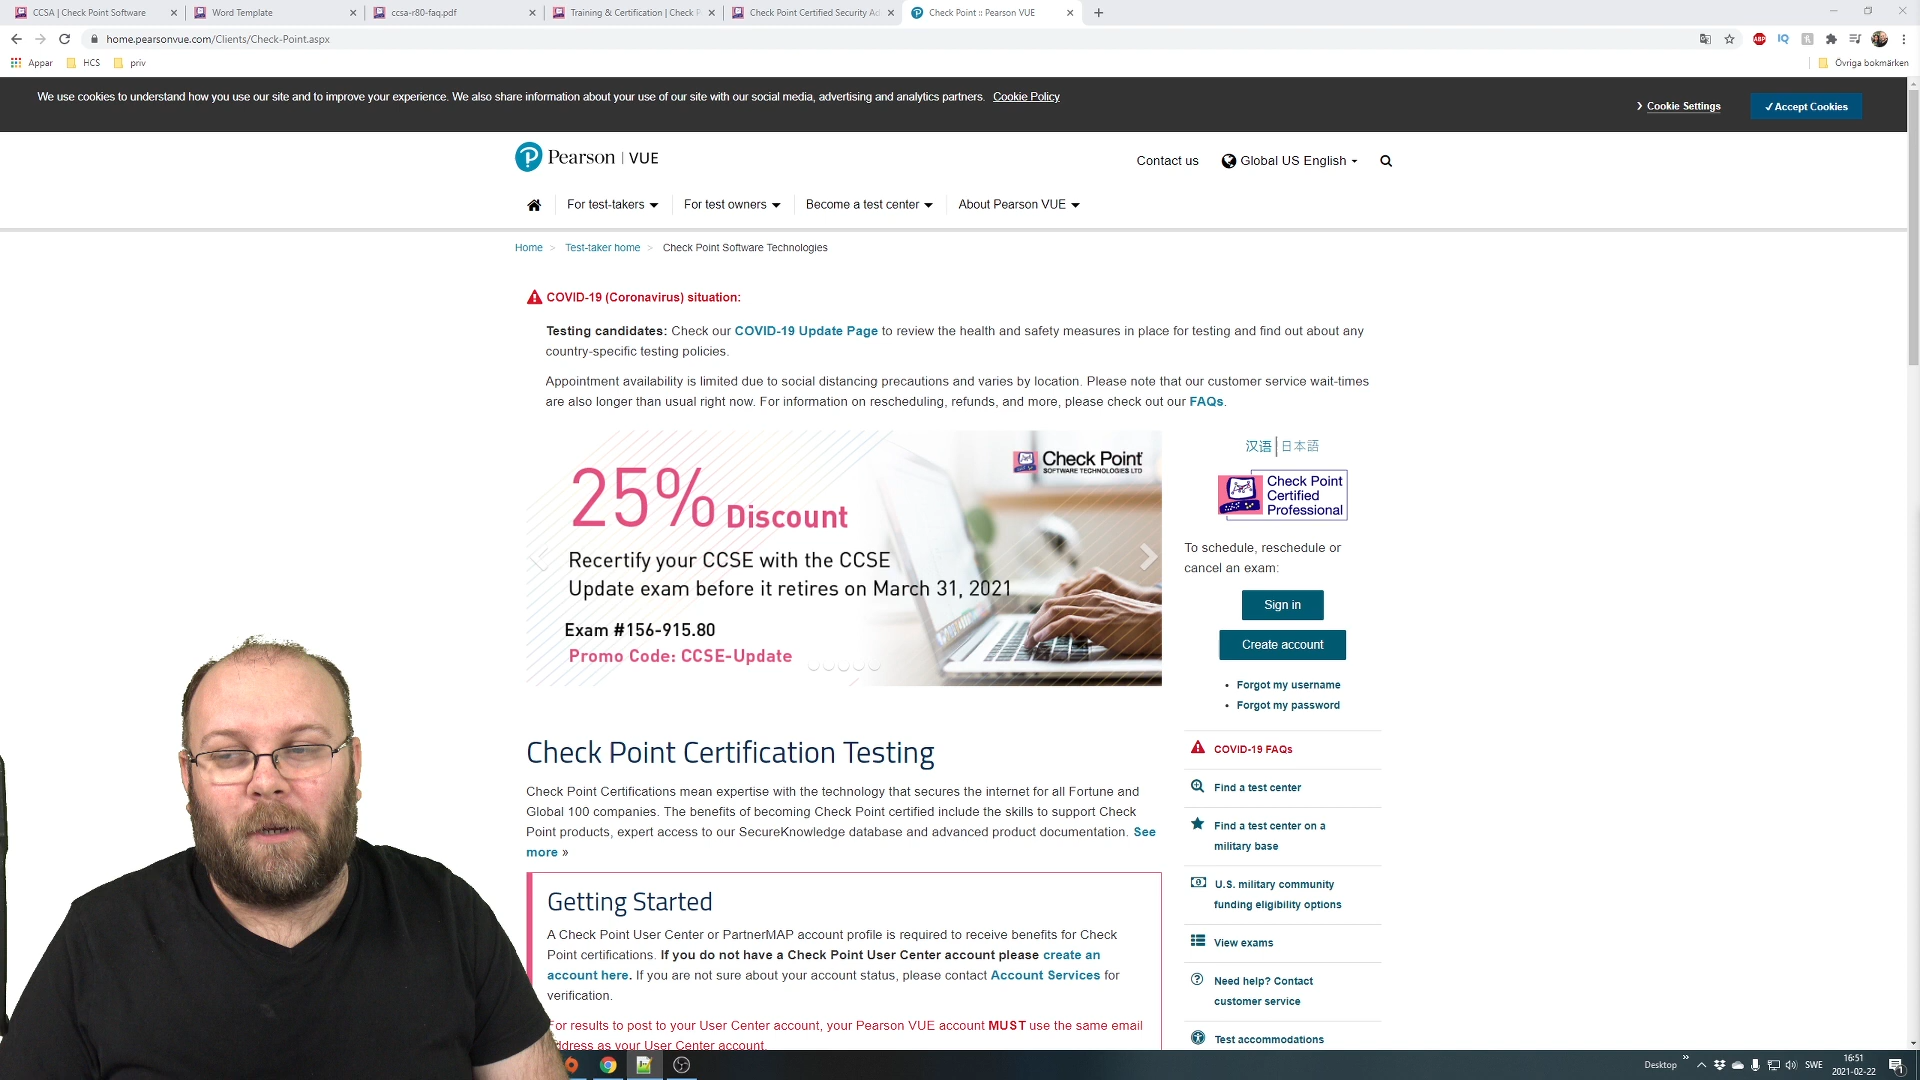 CCSA | Check Point Software
Word Template
ccsa-r80-faq.pdf
Training & Certification | Check P
Check Point Certified Security Ad
Check Point :: Pearson VUE
home.pearsonvue.com/Clients/Check-Point.aspx
Appar
HCS
priv
Övriga bokmärken
We use cookies to understand how you use our site and to improve your experience. We also share information about your use of our site with our social media, advertising and analytics partners. Cookie Policy
Cookie Settings
✓Accept Cookies
Pearson | VUE
Contact us
Global US English
For test-takers
For test owners
Become a test center
About Pearson VUE
Home > Test-taker home > Check Point Software Technologies
COVID-19 (Coronavirus) situation:
Testing candidates: Check our COVID-19 Update Page to review the health and safety measures in place for testing and find out about any
country-specific testing policies.
Appointment availability is limited due to social distancing precautions and varies by location. Please note that our customer service wait-times
are also longer than usual right now. For information on rescheduling, refunds, and more, please check out our FAQs.
Check Point
SOFTWARE TECHNOLOGIES LTD
25% Discount
Recertify your CCSE with the CCSE
Update exam before it retires on March 31, 2021
Exam #156-915.80
Promo Code: CCSE-Update
汉语 | 日本語
Check Point
Certified
Professional
To schedule, reschedule or
cancel an exam:
Sign in
Create account
• Forgot my username
• Forgot my password
COVID-19 FAQs
Find a test center
Find a test center on a
military base
U.S. military community
funding eligibility options
View exams
Need help? Contact
customer service
Test accommodations
Check Point Certification Testing
Check Point Certifications mean expertise with the technology that secures the internet for all Fortune and
Global 100 companies. The benefits of becoming Check Point certified include the skills to support Check
Point products, expert access to our SecureKnowledge database and advanced product documentation. See
more »
Getting Started
A Check Point User Center or PartnerMAP account profile is required to receive benefits for Check
Point certifications. If you do not have a Check Point User Center account please create an
account here. If you are not sure about your account status, please contact Account Services for
verification.
For results to post to your User Center account, your Pearson VUE account MUST use the same email
address as your User Center account.
Desktop
SWE
16:51
2021-02-22